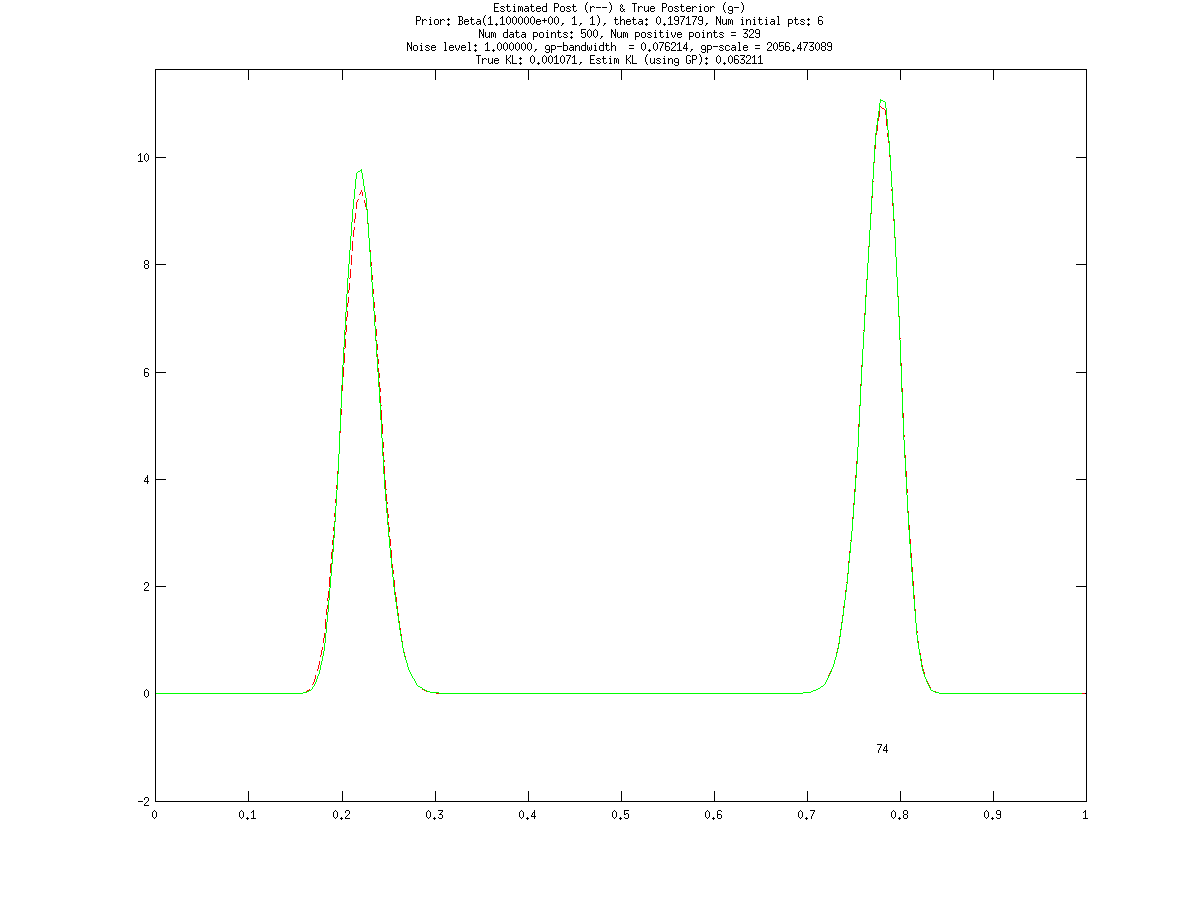 Estimated Post (r--) & True Posterior (g-)
Prior: Beta(1.100000e+00, 1, 1), theta: 0.197179, Num initial pts: 6
Num data points: 500, Num positive points = 329
Noise level: 1.000000, gp-bandwidth  = 0.076214, gp-scale = 2056.473089
True KL: 0.001071, Estim KL (using GP): 0.063211
10
8
6
4
2
0
74
-2
0 0.1 0.2 0.3 0.4 0.5 0.6 0.7 0.8 0.9 1